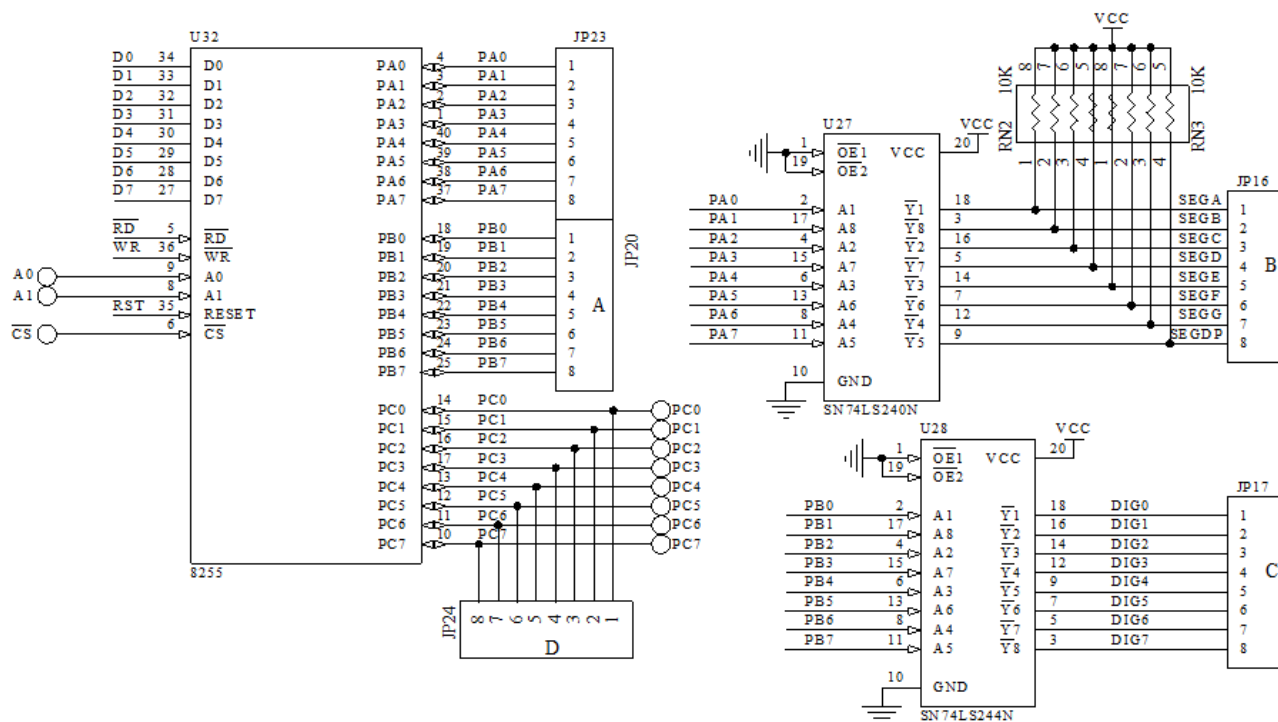 U32
D0 34 D0 PA0 4 PA0 1
D1 33 D1 PA1 3 PA1 2
D2 32 D2 PA2 2 PA2 3
D3 31 D3 PA3 1 PA3 4
D4 30 D4 PA4 40 PA4 5
D5 29 D5 PA5 39 PA5 6
D6 28 D6 PA6 38 PA6 7
D7 27 D7 PA7 37 PA7 8
JP23
RD 5 RD PB0 18 PB0 1
WR 36 WR PB1 19 PB1 2
A0 9 A0 PB2 20 PB2 3
A1 8 A1 PB3 21 PB3 4
RST 35 RESET PB4 22 PB4 5
CS 6 CS PB5 23 PB5 6
PB6 24 PB6 7
PB7 25 PB7 8
A
JP20
PC0 14 PC0 PC0
PC1 15 PC1 PC1
PC2 16 PC2 PC2
PC3 17 PC3 PC3
PC4 13 PC4 PC4
PC5 12 PC5 PC5
PC6 11 PC6 PC6
PC7 10 PC7 PC7
8255
JP24
8 7 6 5 4 3 2 1
D
VCC
10K 8 7 6 5 8 7 6 5 10K
RN2 1 2 3 4 1 2 3 4 RN3
U27
1 OE1 VCC 20 VCC
19 OE2
JP16
PA0 2 A1 Y1 18 SEGA 1
PA1 17 A8 Y8 3 SEGB 2
PA2 4 A2 Y2 16 SEGC 3
PA3 15 A7 Y7 5 SEGD 4
PA4 6 A3 Y3 14 SEGE 5
PA5 13 A6 Y6 7 SEGF 6
PA6 8 A4 Y4 12 SEGG 7
PA7 11 A5 Y5 9 SEGDP 8
B
10 GND
SN74LS240N
U28
1 OE1 VCC 20 VCC
19 OE2
JP17
PB0 2 A1 Y1 18 DIG0 1
PB1 17 A8 Y2 16 DIG1 2
PB2 4 A2 Y3 14 DIG2 3
PB3 15 A7 Y4 12 DIG3 4
PB4 6 A3 Y5 9 DIG4 5
PB5 13 A6 Y6 7 DIG5 6
PB6 8 A4 Y7 5 DIG6 7
PB7 11 A5 Y8 3 DIG7 8
C
10 GND
SN74LS244N